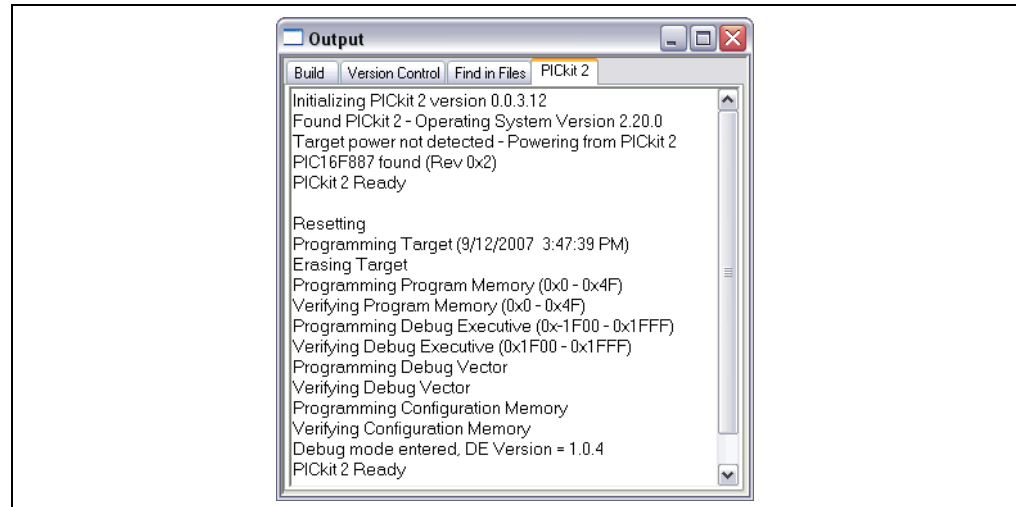 Output
Build Version Control Find in Files PICkit 2
Initializing PICkit 2 version 0.0.3.12
Found PICkit 2 - Operating System Version 2.20.0
Target power not detected - Powering from PICkit 2
PIC16F887 found (Rev 0x2)
PICkit 2 Ready
Resetting
Programming Target (9/12/2007 3:47:39 PM)
Erasing Target
Programming Program Memory (0x0 - 0x4F)
Verifying Program Memory (0x0 - 0x4F)
Programming Debug Executive (0x-1F00 - 0x1FFF)
Verifying Debug Executive (0x1F00 - 0x1FFF)
Programming Debug Vector
Verifying Debug Vector
Programming Configuration Memory
Verifying Configuration Memory
Debug mode entered, DE Version = 1.0.4
PICkit 2 Ready